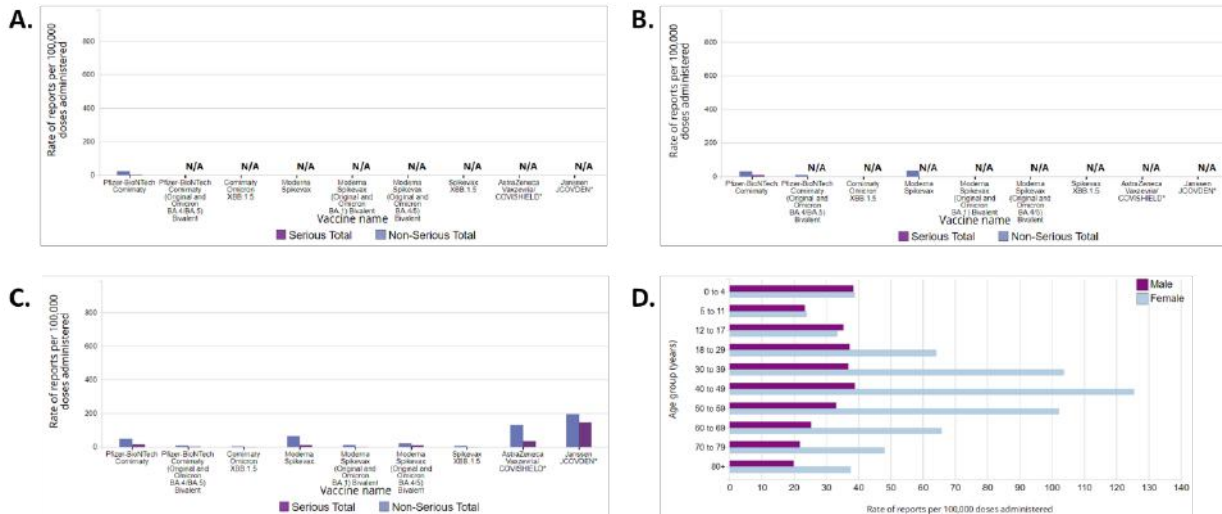 A.
Rate of reports per 100,000
doses administered
800
600
400
200
0
N/A N/A N/A N/A N/A N/A N/A N/A
Pfizer-BioNTech
Comirnaty
Pfizer-BioNTech
Comirnaty
(Original and
Omicron
BA.4/BA.5)
Bivalent
Comirnaty
Omicron
XBB.1.5
Moderna
Spikevax
Moderna
Spikevax
(Original and
Omicron
BA.1) Bivalent
Moderna
Spikevax
(Original and
Omicron
BA.4/5)
Bivalent
Spikevax
XBB.1.5
AstraZeneca
Vaxzevria/
COVISHIELD*
Janssen
JCOVDEN*
Vaccine name
Serious Total
Non-Serious Total
B.
Rate of reports per 100,000
doses administered
800
600
400
200
0
N/A N/A N/A N/A N/A N/A N/A
Pfizer-BioNTech
Comirnaty
Pfizer-BioNTech
Comirnaty
(Original and
Omicron
BA.4/BA.5)
Bivalent
Comirnaty
Omicron
XBB.1.5
Moderna
Spikevax
Moderna
Spikevax
(Original and
Omicron
BA.1) Bivalent
Moderna
Spikevax
(Original and
Omicron
BA.4/5)
Bivalent
Spikevax
XBB.1.5
AstraZeneca
Vaxzevria/
COVISHIELD*
Janssen
JCOVDEN*
Vaccine name
Serious Total
Non-Serious Total
C.
Rate of reports per 100,000
doses administered
800
600
400
200
0
Pfizer-BioNTech
Comirnaty
Pfizer-BioNTech
Comirnaty
(Original and
Omicron
BA.4/BA.5)
Bivalent
Comirnaty
Omicron
XBB.1.5
Moderna
Spikevax
Moderna
Spikevax
(Original and
Omicron
BA.1) Bivalent
Moderna
Spikevax
(Original and
Omicron
BA.4/5)
Bivalent
Spikevax
XBB.1.5
AstraZeneca
Vaxzevria/
COVISHIELD*
Janssen
JCOVDEN*
Vaccine name
Serious Total
Non-Serious Total
D.
Male
Female
Age group (years)
0 to 4
5 to 11
12 to 17
18 to 29
30 to 39
40 to 49
50 to 59
60 to 69
70 to 79
80+
0 10 20 30 40 50 60 70 80 90 100 110 120 130 140
Rate of reports per 100,000 doses administered